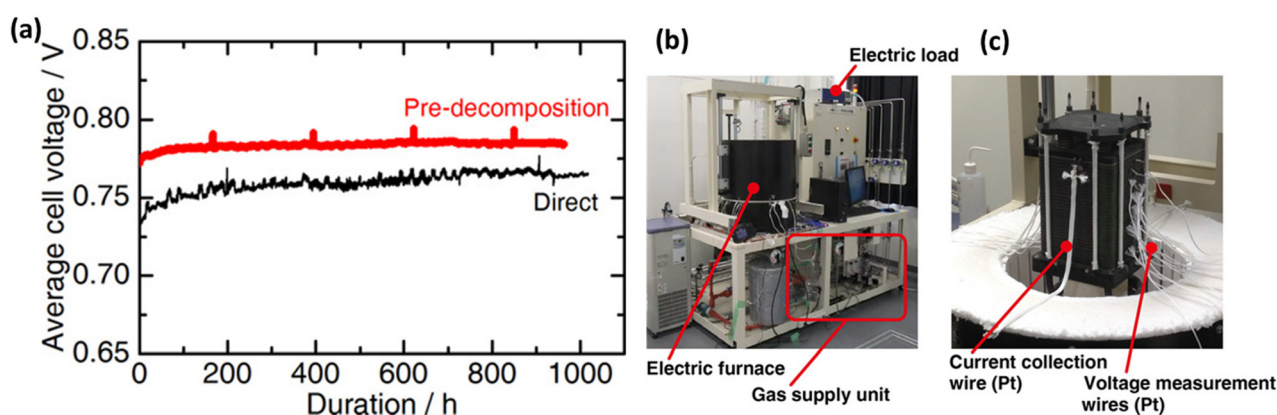 (a)
0.85
0.80
0.75
0.70
0.65
Average cell voltage / V
Pre-decomposition
Direct
0
200
400
600
800
1000
Duration / h
(b)
Electric load
Electric furnace
Gas supply unit
(c)
Current collection
wire (Pt)
Voltage measurement
wires (Pt)